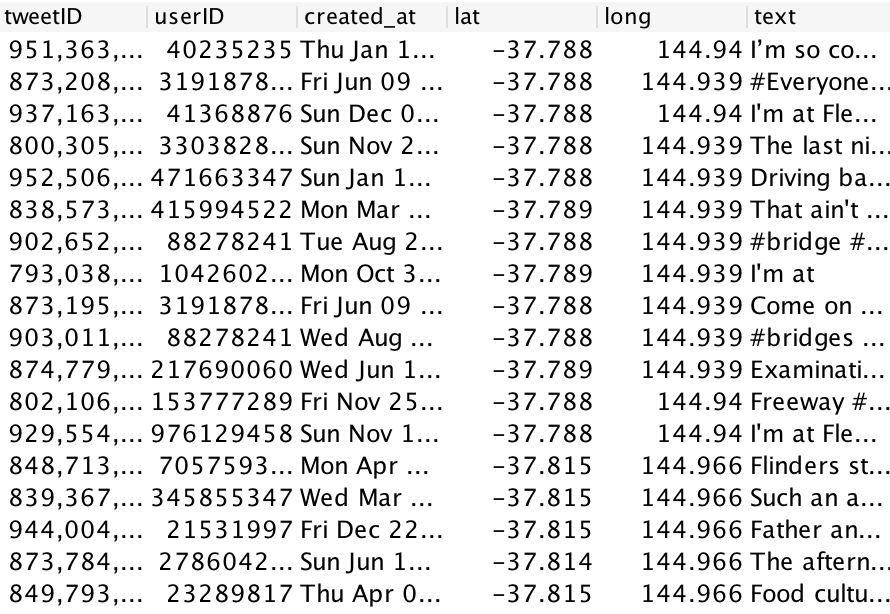 tweetID userID created_at lat long text
951,363,... 40235235 Thu Jan 1... -37.788 144.94 I'm so co...
873,208,... 3191878... Fri Jun 09 ... -37.788 144.939 #Everyone...
937,163,... 41368876 Sun Dec 0... -37.788 144.94 I'm at Fle...
800,305,... 3303828... Sun Nov 2... -37.788 144.939 The last ni...
952,506,... 471663347 Sun Jan 1... -37.788 144.939 Driving ba...
838,573,... 415994522 Mon Mar ... -37.789 144.939 That ain't ...
902,652,... 88278241 Tue Aug 2... -37.788 144.939 #bridge #...
793,038,... 1042602... Mon Oct 3... -37.789 144.939 I'm at
873,195,... 3191878... Fri Jun 09 ... -37.788 144.939 Come on ...
903,011,... 88278241 Wed Aug ... -37.788 144.939 #bridges ...
874,779,... 217690060 Wed Jun 1... -37.789 144.939 Examinati...
802,106,... 153777289 Fri Nov 25... -37.788 144.94 Freeway #...
929,554,... 976129458 Sun Nov 1... -37.788 144.94 I'm at Fle...
848,713,... 7057593... Mon Apr ... -37.815 144.966 Flinders st...
839,367,... 345855347 Wed Mar ... -37.815 144.966 Such an a...
944,004,... 21531997 Fri Dec 22... -37.815 144.966 Father an...
873,784,... 2786042... Sun Jun 1... -37.814 144.966 The aftern...
849,793,... 23289817 Thu Apr 0... -37.815 144.966 Food cultu...